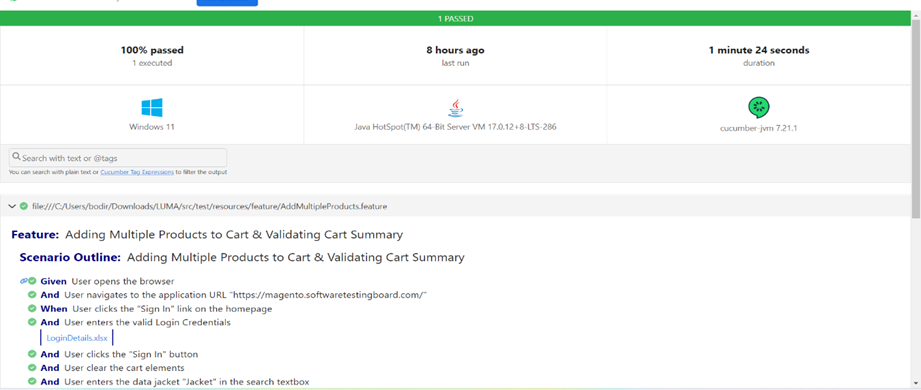 1 PASSED
100% passed
1 executed
8 hours ago
last run
1 minute 24 seconds
duration
Windows 11
Java HotSpot(TM) 64-Bit Server VM 17.0.12+8-LTS-286
cucumber-jvm 7.21.1
Search with text or @tags
You can search with plain text or Cucumber Tag Expressions to filter the output
file:///C:/Users/bodir/Downloads/LUMA/src/test/resources/feature/AddMultipleProducts.feature
Feature: Adding Multiple Products to Cart & Validating Cart Summary
Scenario Outline: Adding Multiple Products to Cart & Validating Cart Summary
Given User opens the browser
And User navigates to the application URL "https://magento.softwaretestingboard.com/"
When User clicks the "Sign In" link on the homepage
And User enters the valid Login Credentials
LoginDetails.xlsx
And User clicks the "Sign In" button
And User clear the cart elements
And User enters the data jacket "Jacket" in the search textbox